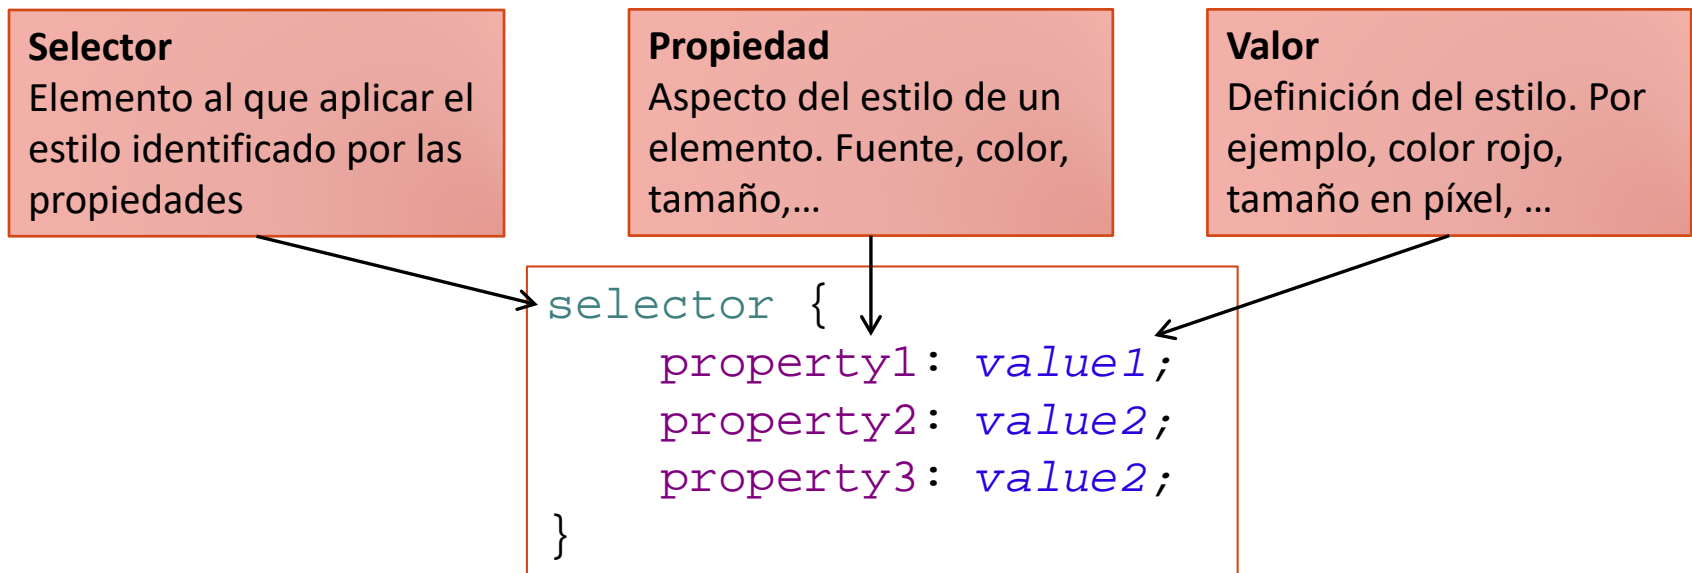 Selector
Elemento al que aplicar el
estilo identificado por las
propiedades
Propiedad
Aspecto del estilo de un
elemento. Fuente, color,
tamaño,...
Valor
Definición del estilo. Por
ejemplo, color rojo,
tamaño en píxel, ...
selector {
property1: value1;
property2: value2;
property3: value2;
}